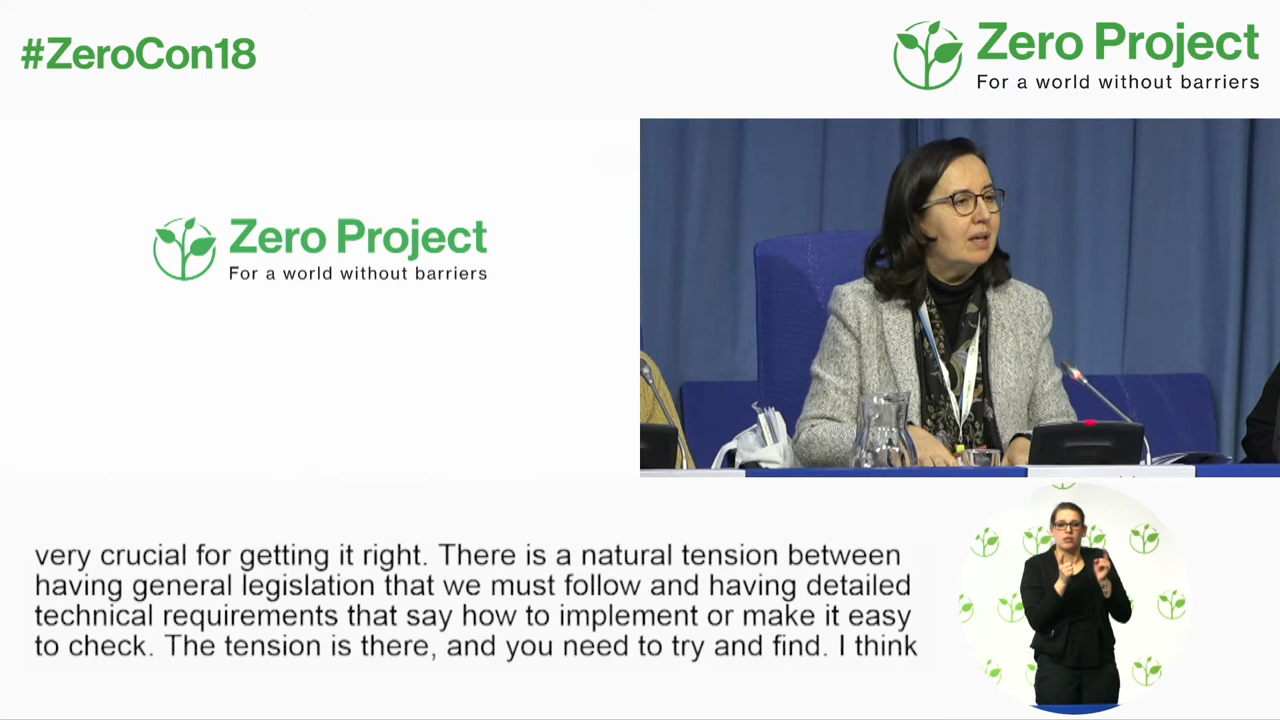 #ZeroCon18
Zero Project
For a world without barriers
Zero Project
For a world without barriers
very crucial for getting it right. There is a natural tension between
having general legislation that we must follow and having detailed
technical requirements that say how to implement or make it easy
to check. The tension is there, and you need to try and find. I think